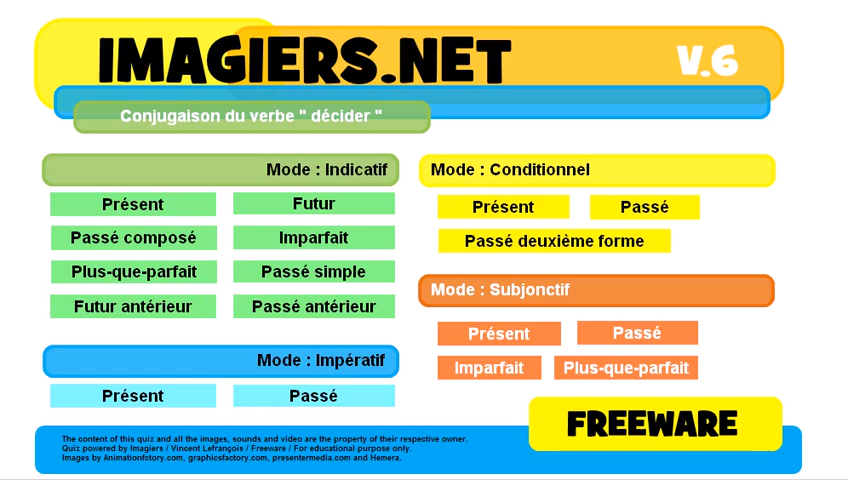 IMAGIERS.NET
V.6
Conjugaison du verbe " décider "
Mode : Indicatif
Présent
Futur
Passé composé
Imparfait
Plus-que-parfait
Passé simple
Futur antérieur
Passé antérieur
Mode : Impératif
Présent
Passé
Mode : Conditionnel
Présent
Passé
Passé deuxième forme
Mode : Subjonctif
Présent
Passé
Imparfait
Plus-que-parfait
FREEWARE
The content of this quiz and all the images, sounds and video are the property of their respective owner.
Quiz powered by Imagiers / Vincent Lefrançois / Freeware / For educational purpose only.
Images by Animationfctory.com, graphicsfactory.com, presentermedia.com and Hemera.